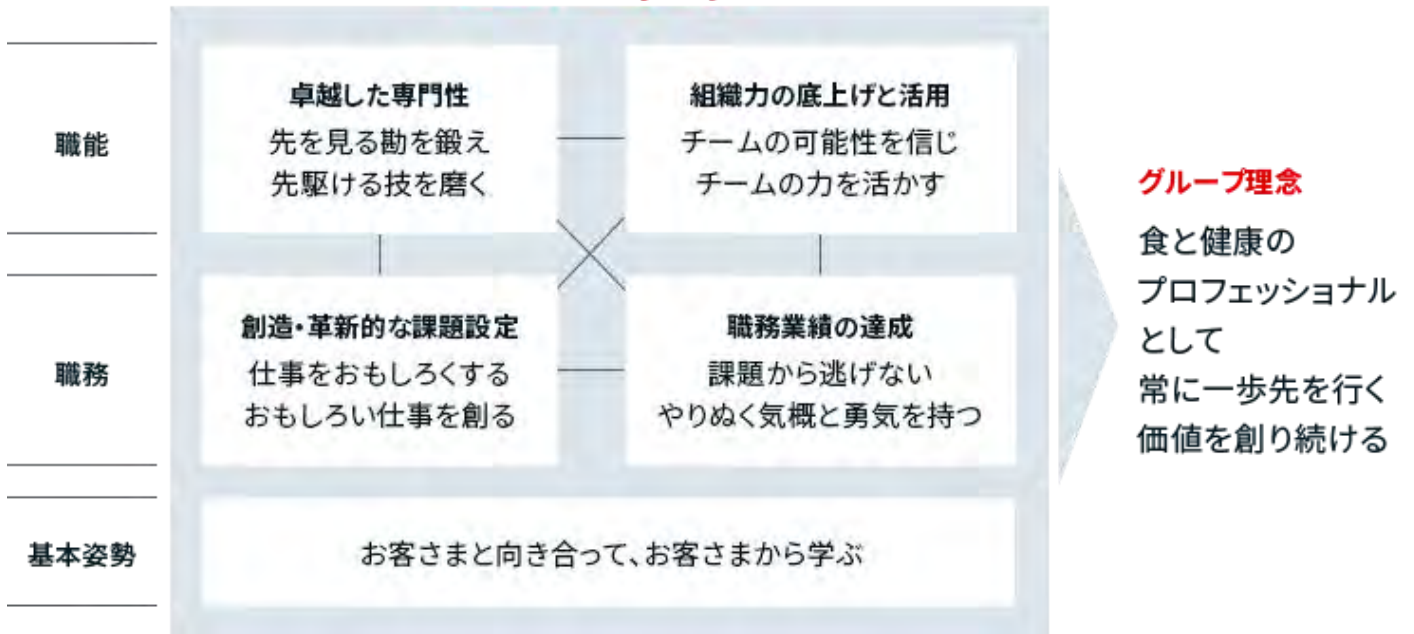 職能
卓越した専門性
先を見る勘を鍛え
先駆ける技を磨く
組織力の底上げと活用
チームの可能性を信じ
チームの力を活かす
職務
創造・革新的な課題設定
仕事をおもしろくする
おもしろい仕事を創る
職務業績の達成
課題から逃げない
やりぬく気概と勇気を持つ
基本姿勢
お客さまと向き合って、お客さまから学ぶ
グループ理念
食と健康の
プロフェッショナル
として
常に一歩先を行く
価値を創り続ける